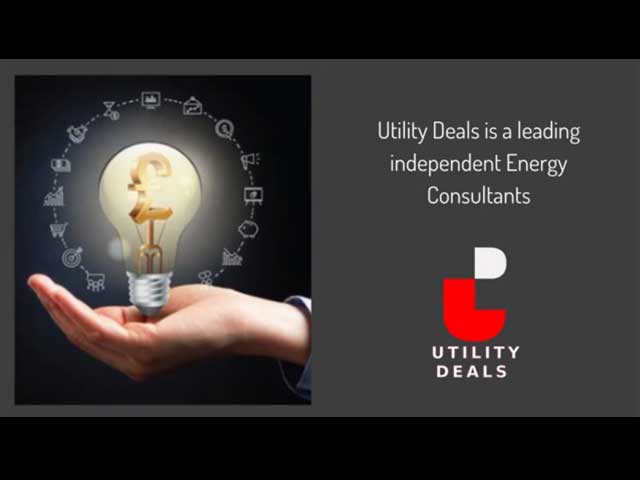 Utility Deals is a leading
independent Energy
Consultants
UTILITY
DEALS